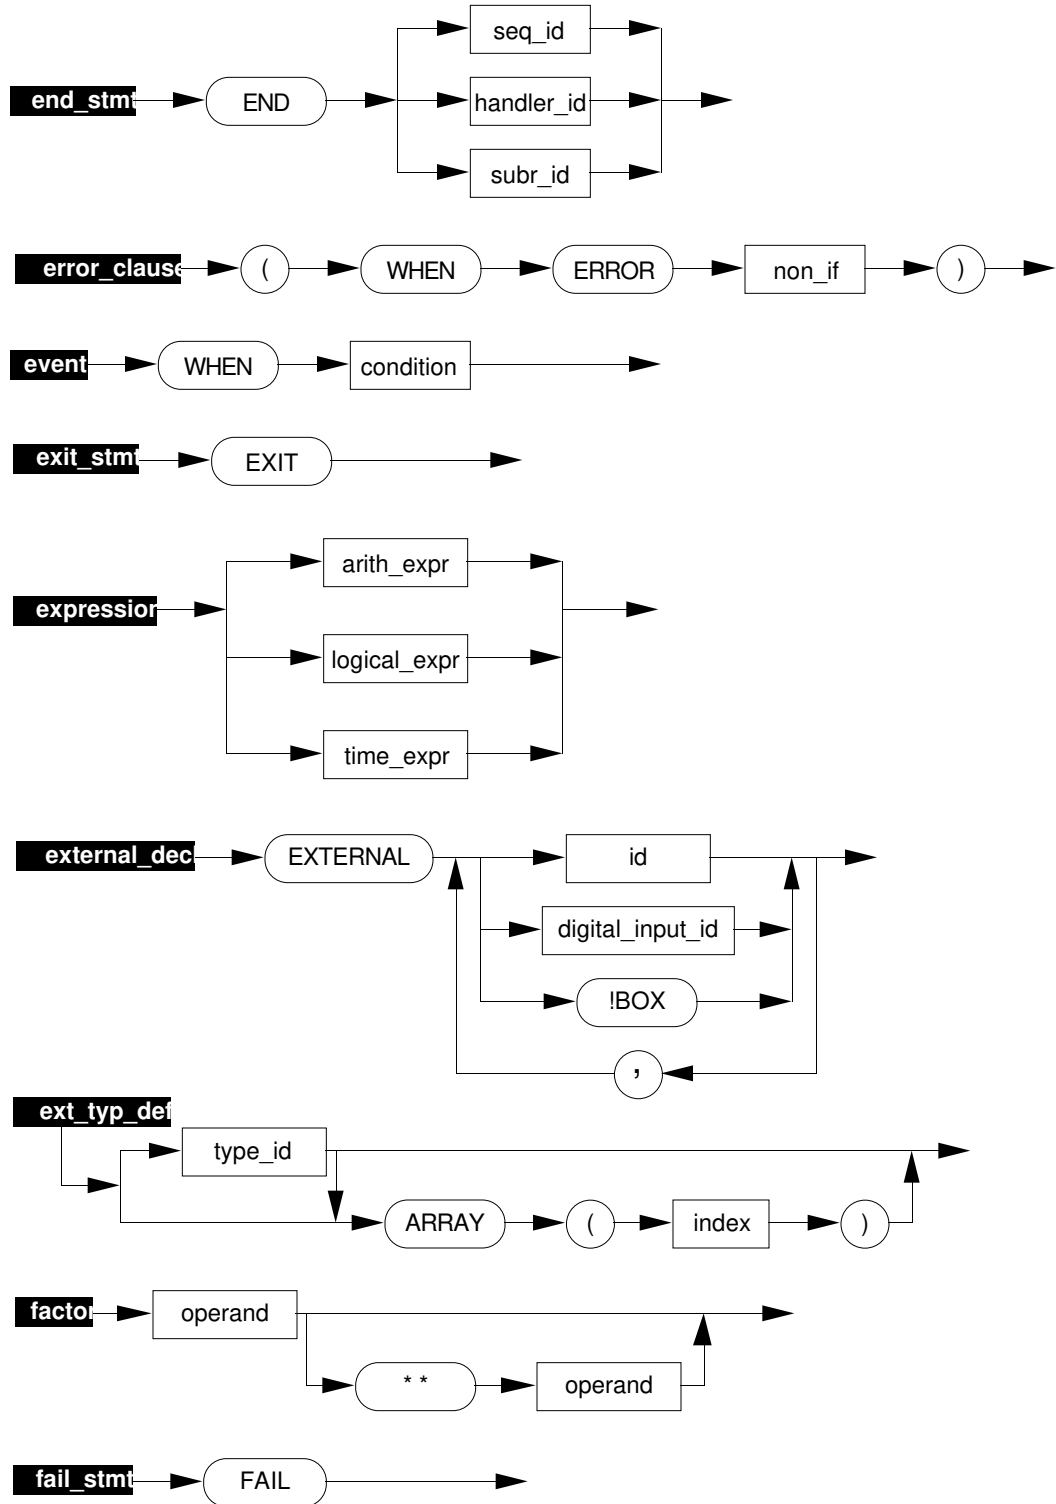 seq_id
end_stmt END handler_id
subr_id
error_clause ( WHEN ERROR non_if )
event WHEN condition
exit_stmt EXIT
arith_expr
expression
logical_expr
time_expr
external_dec EXTERNAL id
digital_input_id
!BOX
,
ext_typ_def
type_id
ARRAY ( index )
factor operand
* * operand
fail_stmt FAIL